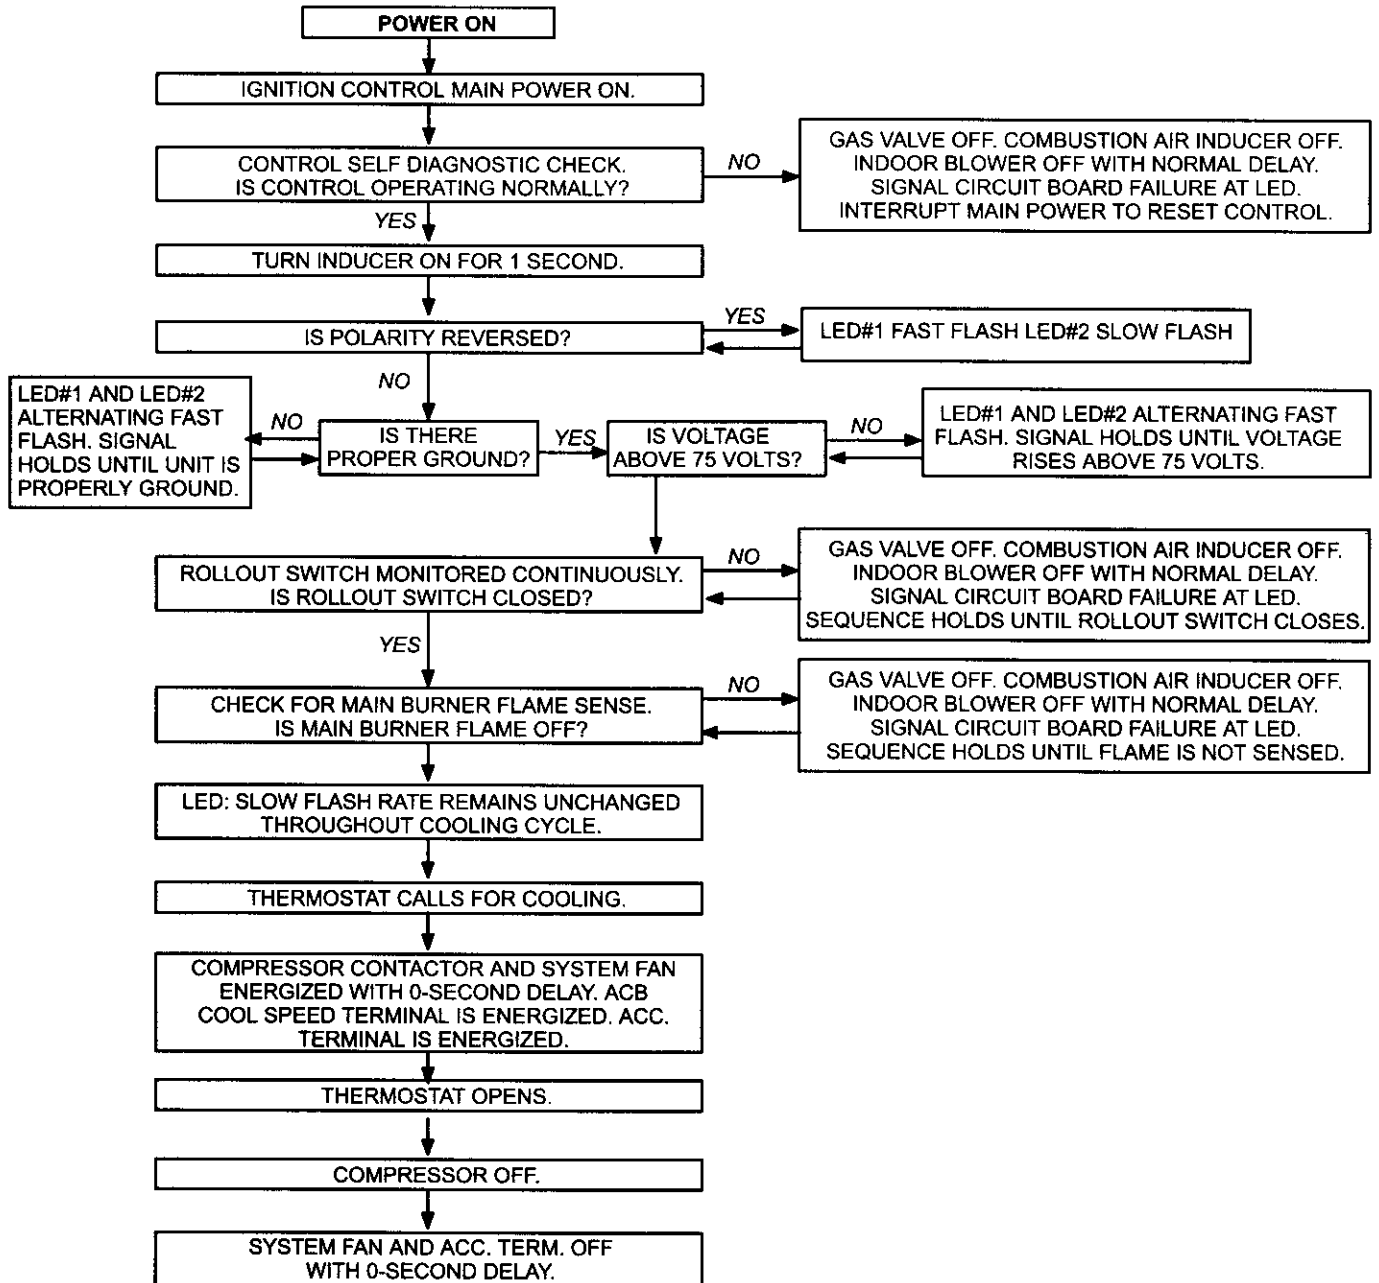 POWER ON
IGNITION CONTROL MAIN POWER ON.
CONTROL SELF DIAGNOSTIC CHECK.
IS CONTROL OPERATING NORMALLY?
NO
GAS VALVE OFF. COMBUSTION AIR INDUCER OFF.
INDOOR BLOWER OFF WITH NORMAL DELAY.
SIGNAL CIRCUIT BOARD FAILURE AT LED.
INTERRUPT MAIN POWER TO RESET CONTROL.
YES
TURN INDUCER ON FOR 1 SECOND.
IS POLARITY REVERSED?
YES
LED#1 FAST FLASH LED#2 SLOW FLASH
NO
LED#1 AND LED#2
ALTERNATING FAST
FLASH. SIGNAL
HOLDS UNTIL UNIT IS
PROPERLY GROUND.
NO
IS THERE
PROPER GROUND?
YES
IS VOLTAGE
ABOVE 75 VOLTS?
NO
LED#1 AND LED#2 ALTERNATING FAST
FLASH. SIGNAL HOLDS UNTIL VOLTAGE
RISES ABOVE 75 VOLTS.
ROLLOUT SWITCH MONITORED CONTINUOUSLY.
IS ROLLOUT SWITCH CLOSED?
NO
GAS VALVE OFF. COMBUSTION AIR INDUCER OFF.
INDOOR BLOWER OFF WITH NORMAL DELAY.
SIGNAL CIRCUIT BOARD FAILURE AT LED.
SEQUENCE HOLDS UNTIL ROLLOUT SWITCH CLOSES.
YES
CHECK FOR MAIN BURNER FLAME SENSE.
IS MAIN BURNER FLAME OFF?
NO
GAS VALVE OFF. COMBUSTION AIR INDUCER OFF.
INDOOR BLOWER OFF WITH NORMAL DELAY.
SIGNAL CIRCUIT BOARD FAILURE AT LED.
SEQUENCE HOLDS UNTIL FLAME IS NOT SENSED.
LED: SLOW FLASH RATE REMAINS UNCHANGED
THROUGHOUT COOLING CYCLE.
THERMOSTAT CALLS FOR COOLING.
COMPRESSOR CONTACTOR AND SYSTEM FAN
ENERGIZED WITH 0-SECOND DELAY. ACB
COOL SPEED TERMINAL IS ENERGIZED. ACC.
TERMINAL IS ENERGIZED.
THERMOSTAT OPENS.
COMPRESSOR OFF.
SYSTEM FAN AND ACC. TERM. OFF
WITH 0-SECOND DELAY.